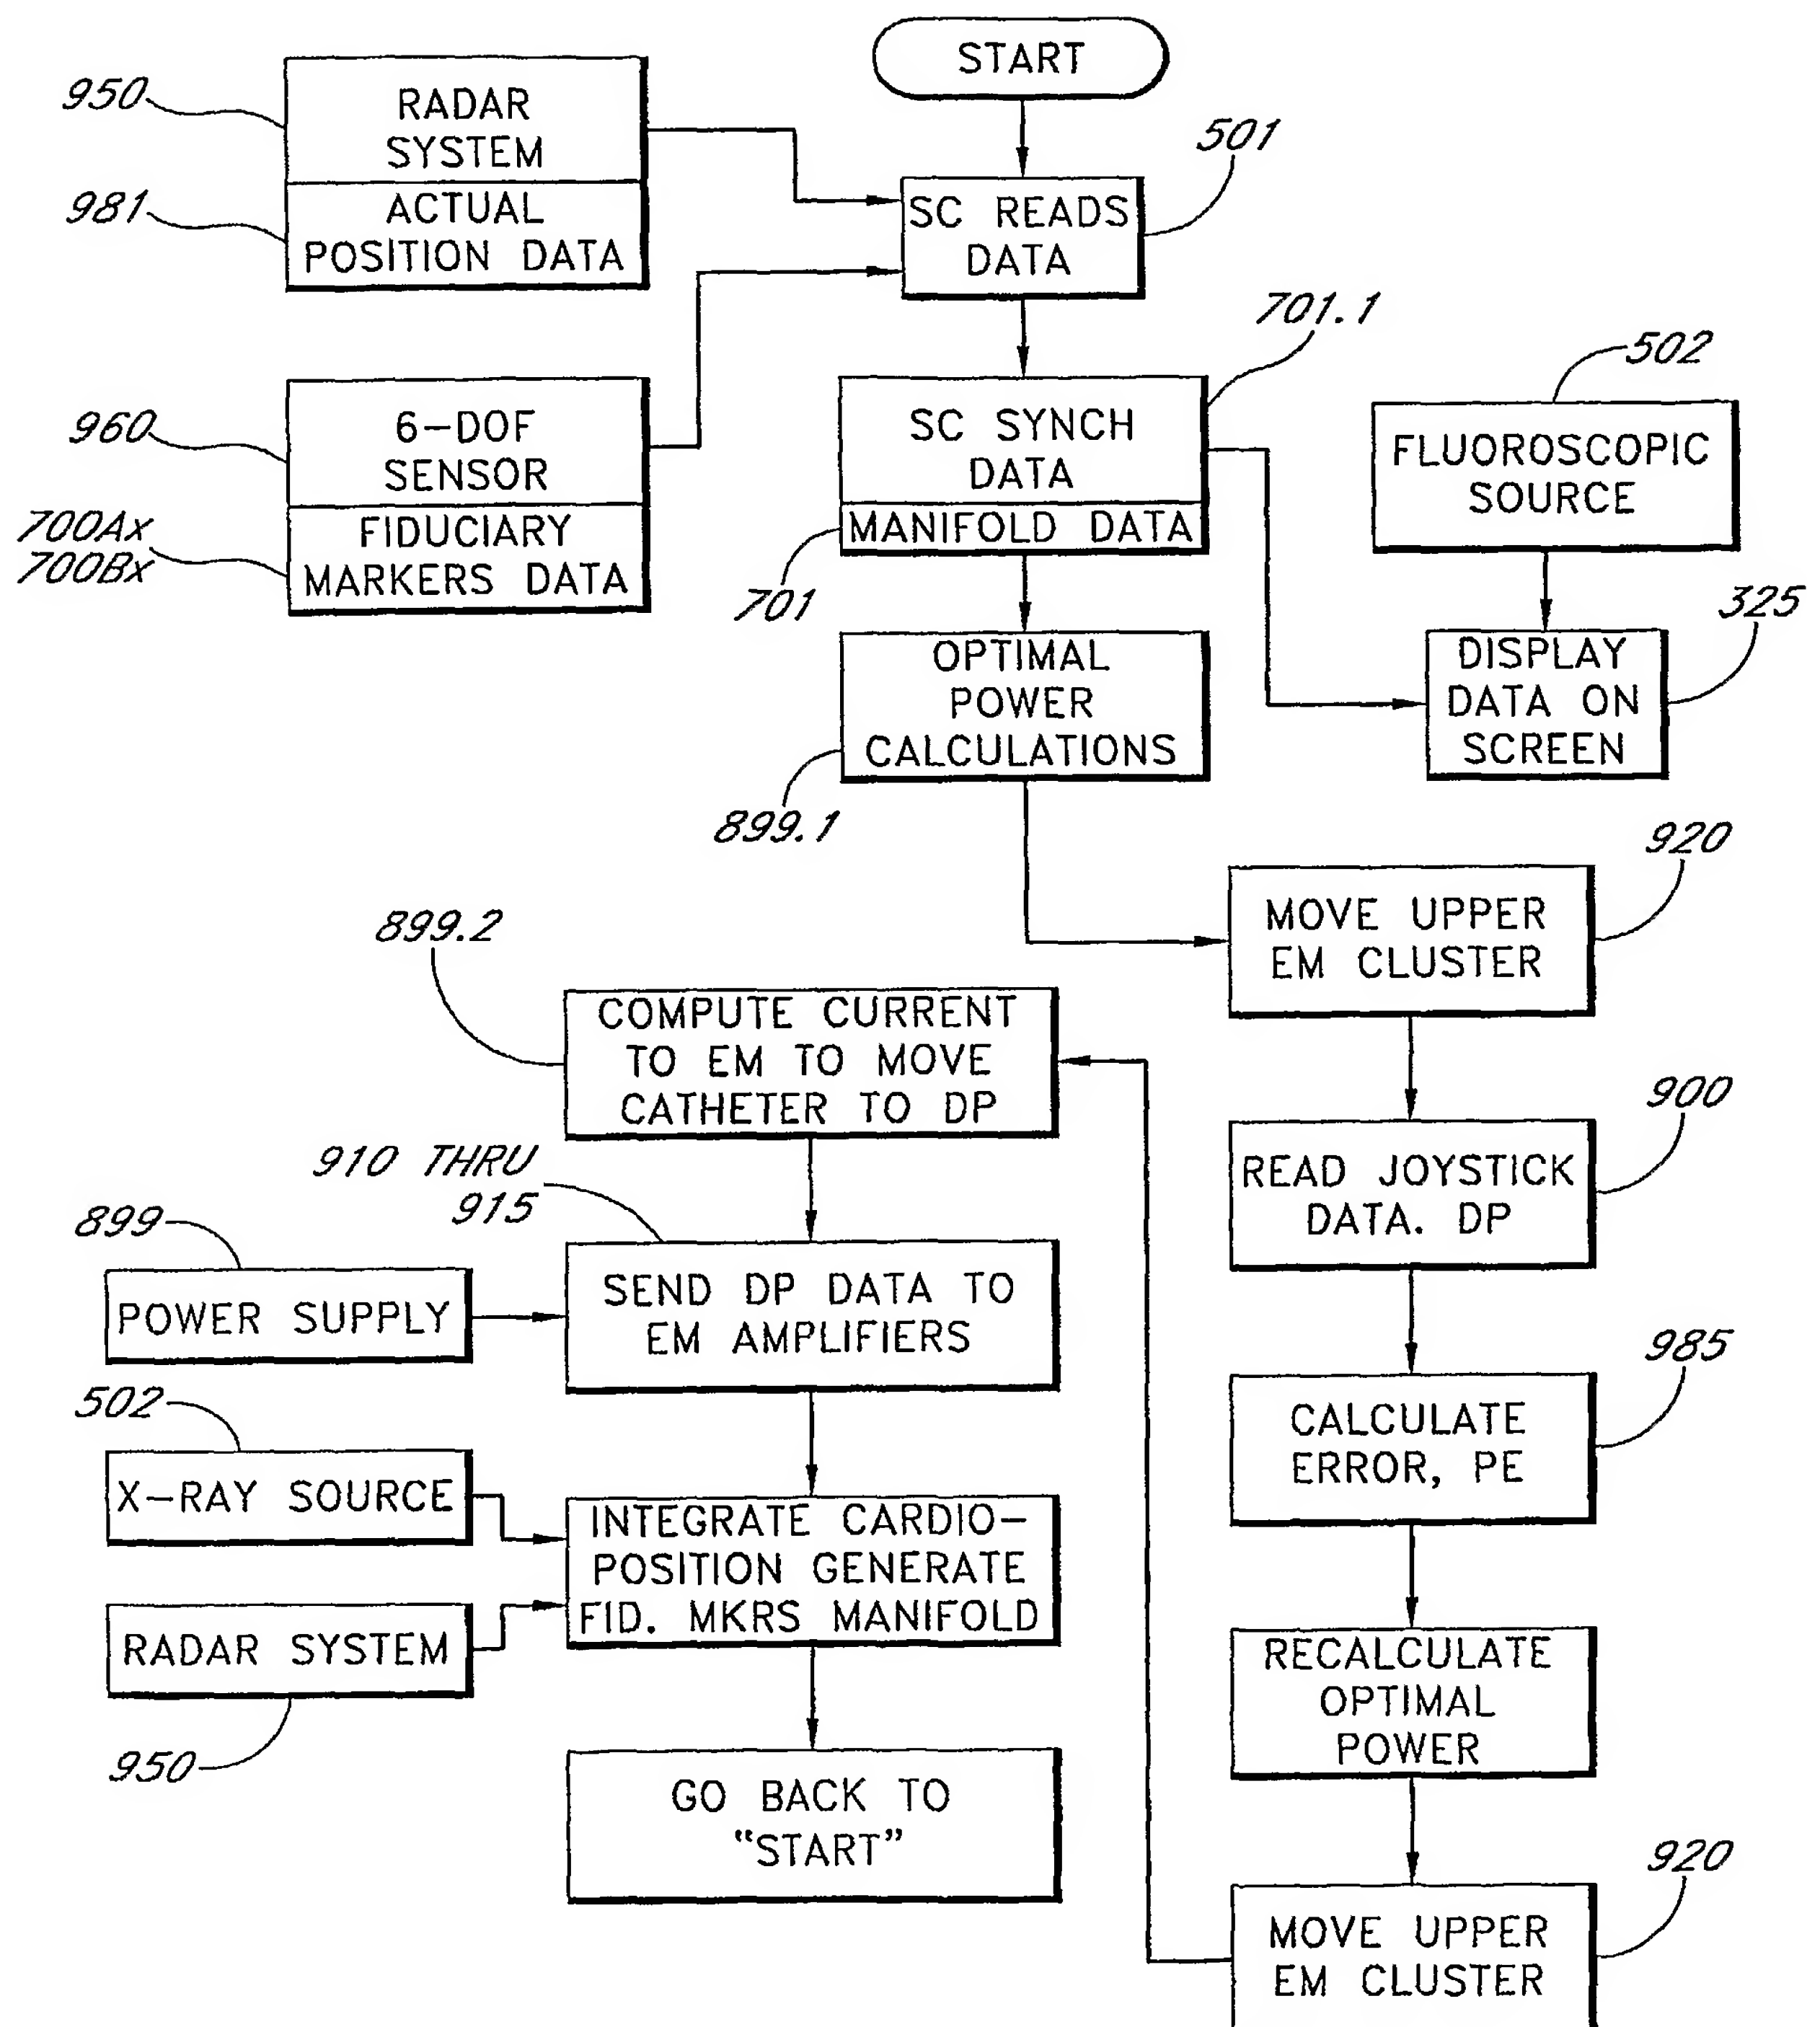 START
950
RADAR
SYSTEM
981
ACTUAL
POSITION DATA
501
SC READS
DATA
701.1
960
6-DOF
SENSOR
700Ax
700Bx
FIDUCIARY
MARKERS DATA
SC SYNCH
DATA
MANIFOLD DATA
701
502
FLUOROSCOPIC
SOURCE
325
DISPLAY
DATA ON
SCREEN
OPTIMAL
POWER
CALCULATIONS
899.1
920
MOVE UPPER
EM CLUSTER
899.2
COMPUTE CURRENT
TO EM TO MOVE
CATHETER TO DP
900
READ JOYSTICK
DATA. DP
910 THRU
915
899
POWER SUPPLY
SEND DP DATA TO
EM AMPLIFIERS
985
CALCULATE
ERROR, PE
502
X-RAY SOURCE
INTEGRATE CARDIO-
POSITION GENERATE
FID. MKRS MANIFOLD
RADAR SYSTEM
950
RECALCULATE
OPTIMAL
POWER
GO BACK TO
"START"
920
MOVE UPPER
EM CLUSTER